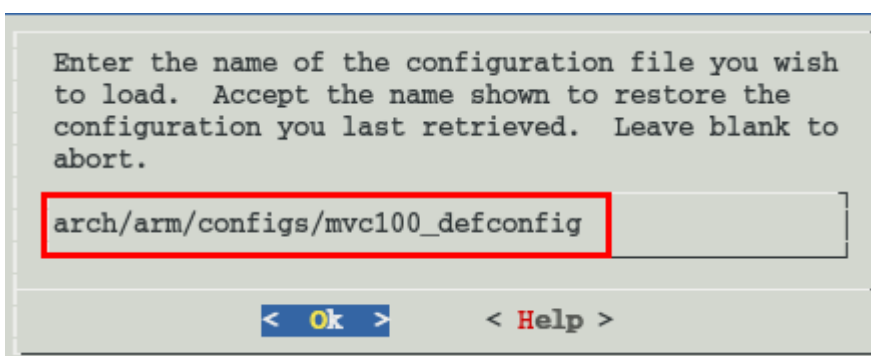 Enter the name of the configuration file you wish
to load.  Accept the name shown to restore the
configuration you last retrieved.  Leave blank to
abort.
arch/arm/configs/mvc100_defconfig
<  Ok  > < Help >